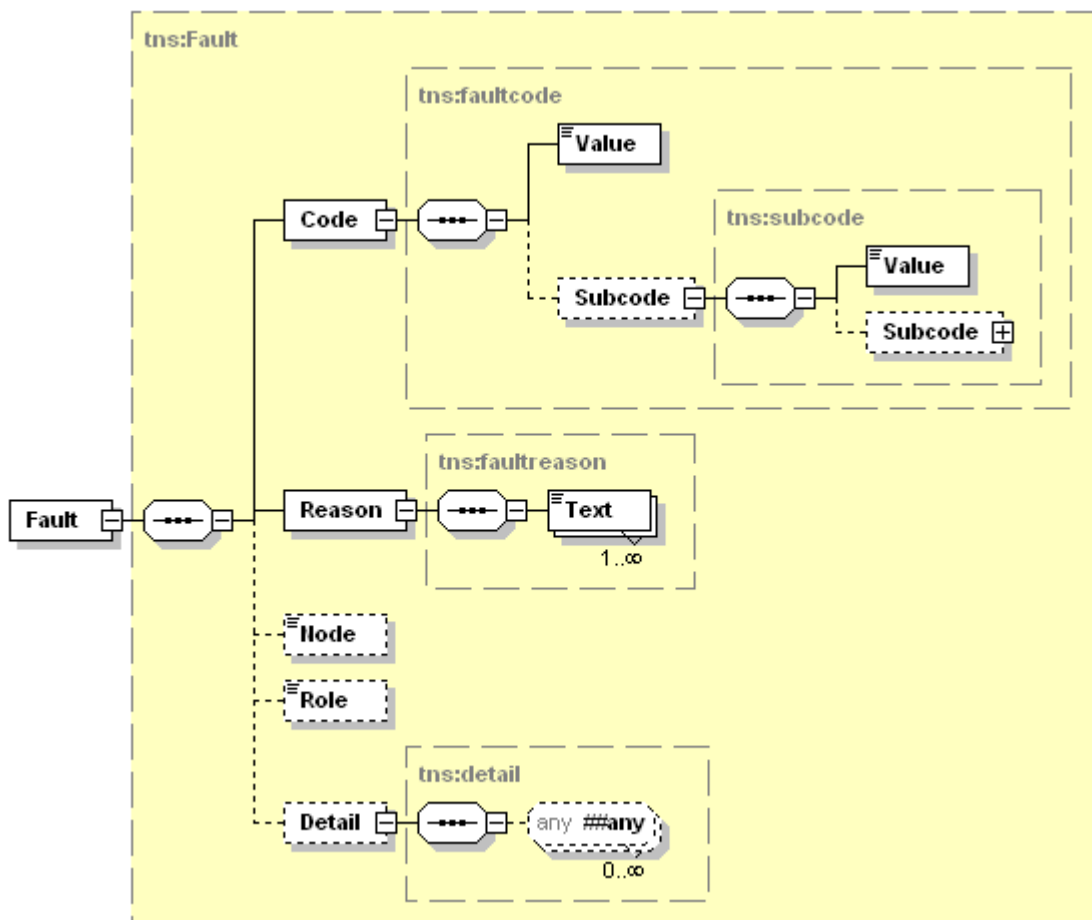 tns:Fault
tns:faultcode
Value
Code
tns:subcode
Value
Subcode
Subcode
tns:faultreason
Fault
Reason
Text
1..∞
Node
Role
tns:detail
Detail
any ##any
0..∞